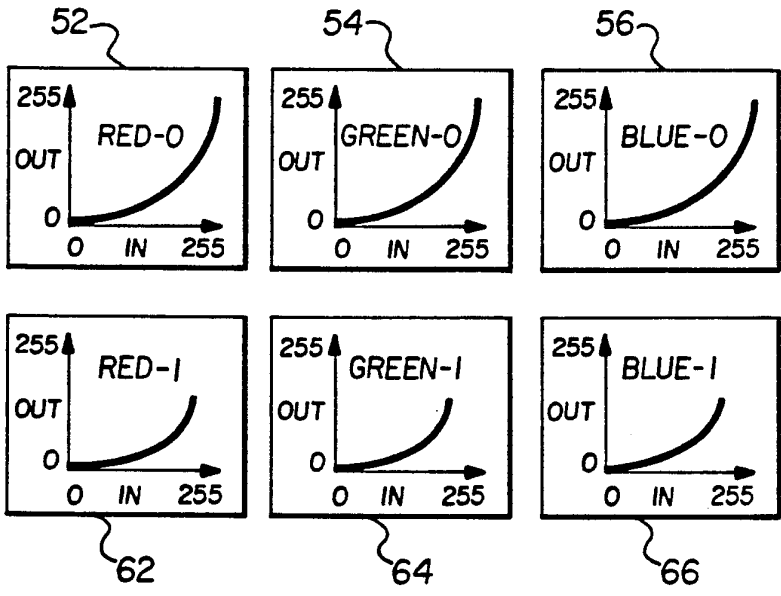 52 54 56
255 RED-0 OUT 0 0 IN 255
255 GREEN-0 OUT 0 0 IN 255
255 BLUE-0 OUT 0 0 IN 255
255 RED-1 OUT 0 0 IN 255
255 GREEN-1 OUT 0 0 IN 255
255 BLUE-1 OUT 0 0 IN 255
62 64 66